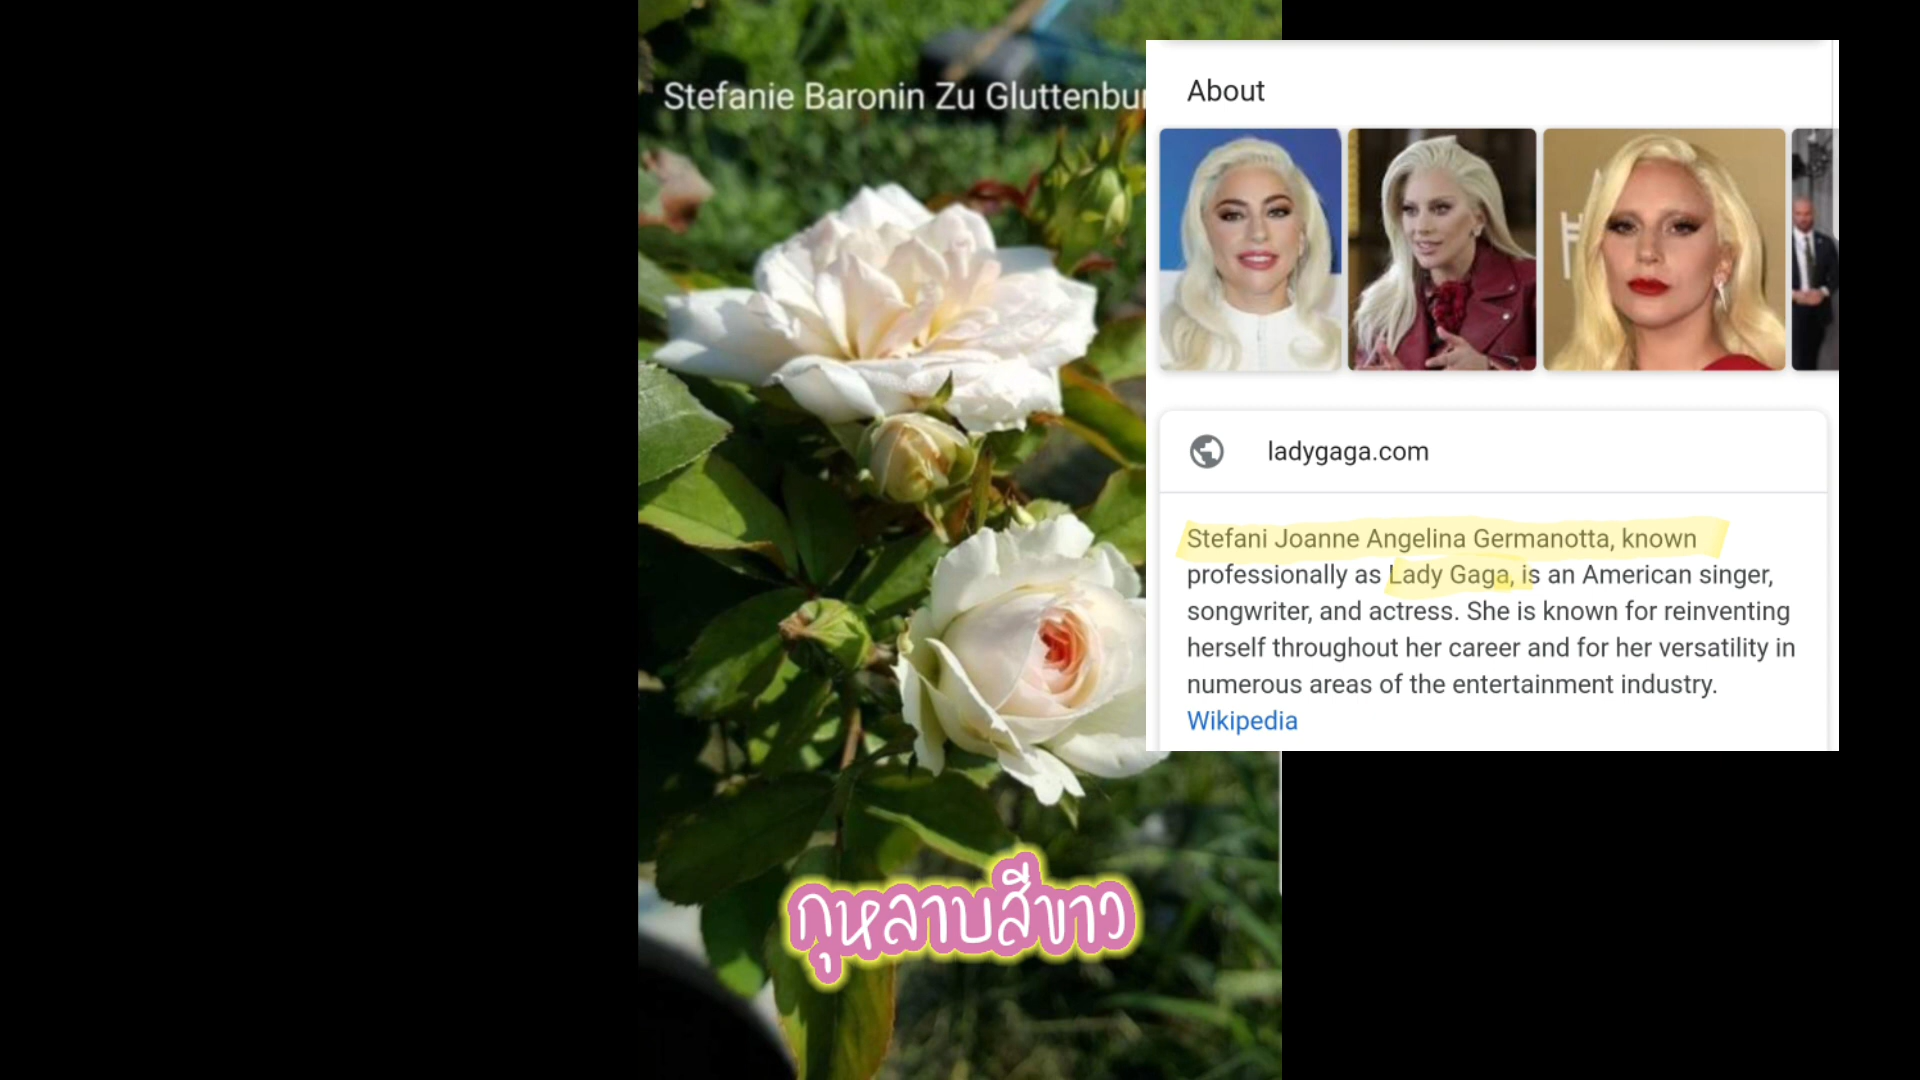 Stefanie Baronin Zu Gluttenbur
About
ladygaga.com
Stefani Joanne Angelina Germanotta, known
professionally as Lady Gaga, is an American singer,
songwriter, and actress. She is known for reinventing
herself throughout her career and for her versatility in
numerous areas of the entertainment industry.
Wikipedia
กุหลาบสีขาว